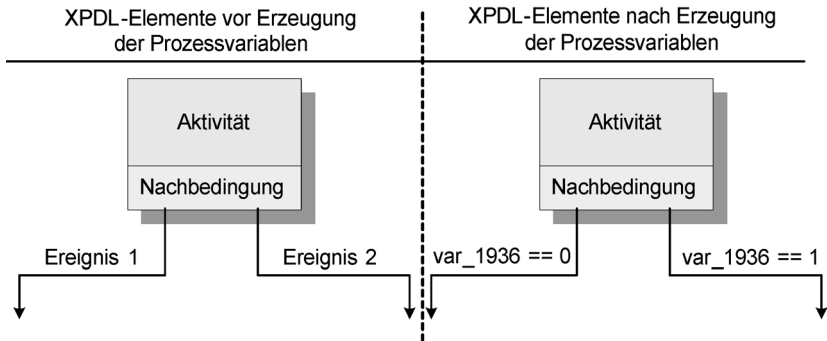 XPDL-Elemente vor Erzeugung
der Prozessvariablen
Aktivität
Nachbedingung
Ereignis 1
Ereignis 2
XPDL-Elemente nach Erzeugung
der Prozessvariablen
Aktivität
Nachbedingung
var_1936 == 0
var_1936 == 1